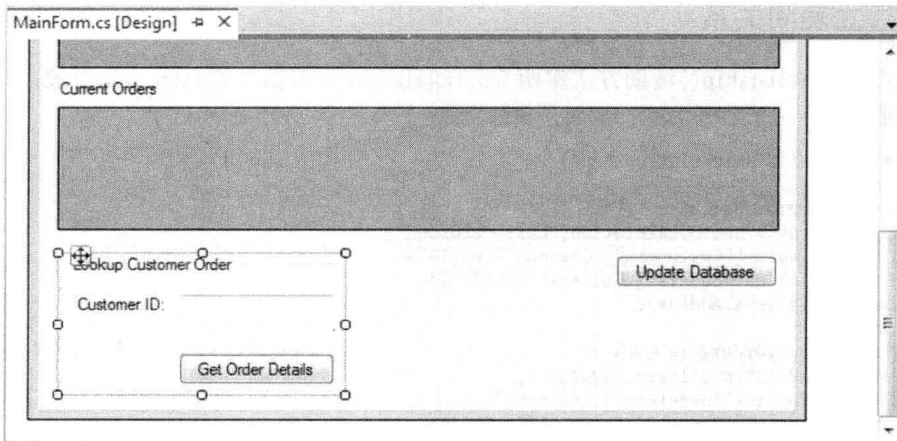 MainForm.cs [Design]
Current Orders
Lookup Customer Order
Update Database
Customer ID:
Get Order Details